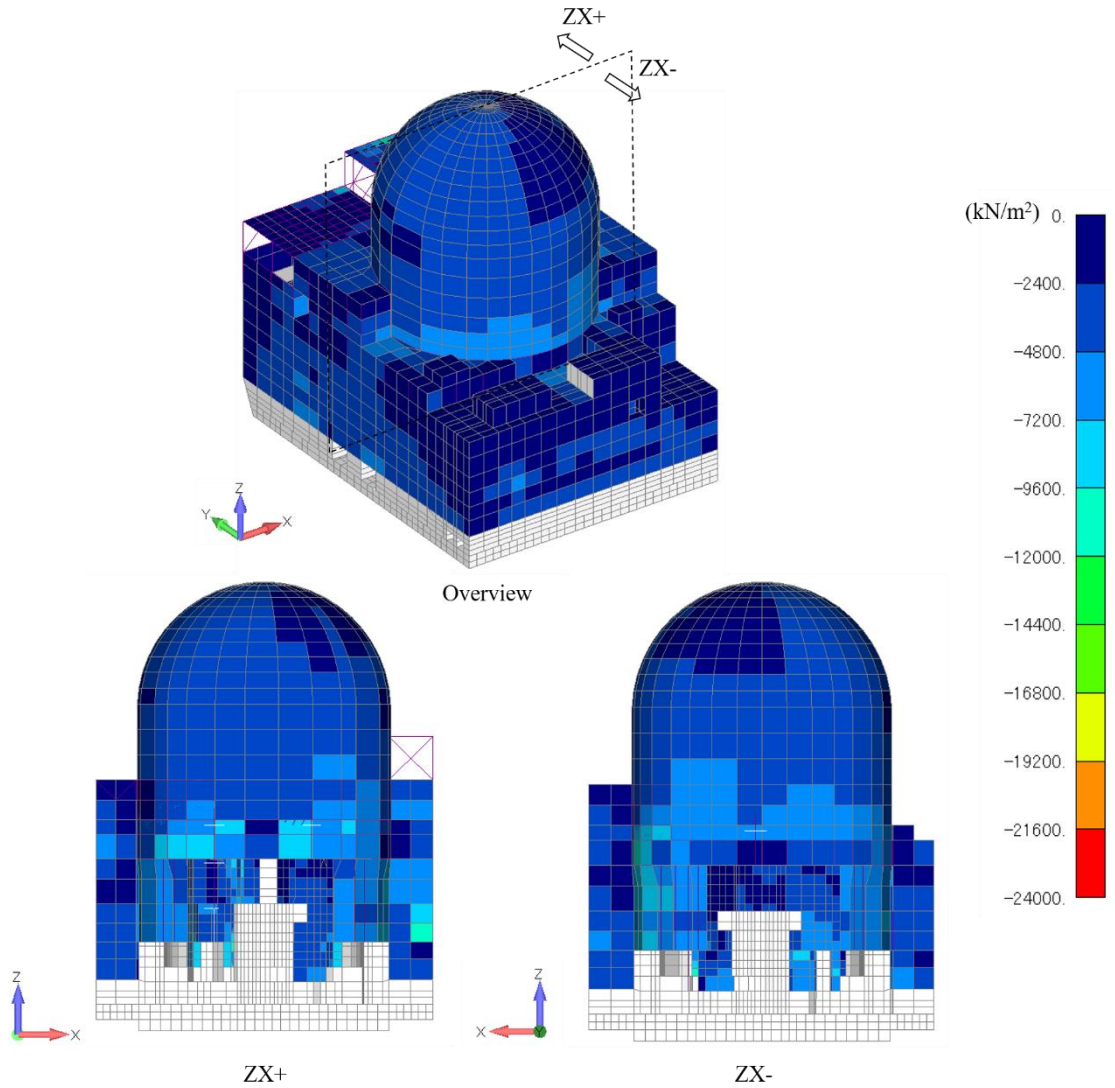 ZX+
ZX-
(kN/m²)
0.
-2400.
-4800.
-7200.
-9600.
-12000.
-14400.
-16800.
-19200.
-21600.
-24000.
Z
Y
X
Overview
Z
X
Z
X
Y
ZX+
ZX-